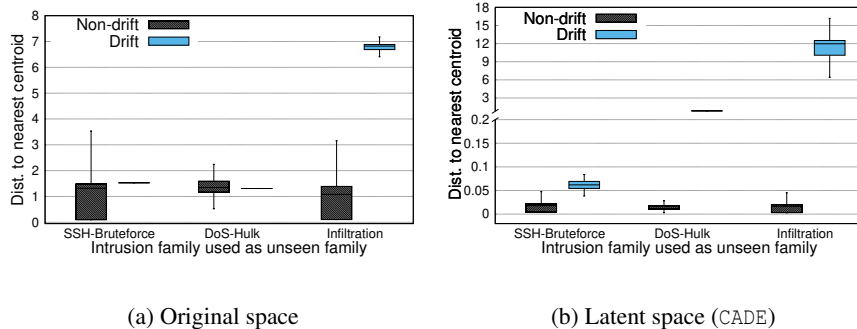 8
7
6
5
4
3
2
1
0
Dist. to nearest centroid
Non-drift
Drift
SSH-Bruteforce DoS-Hulk Infiltration
Intrusion family used as unseen family
(a) Original space
18
15
12
9
6
3
0.2
0.15
0.1
0.05
0
Dist. to nearest centroid
Non-drift
Drift
SSH-Bruteforce DoS-Hulk Infiltration
Intrusion family used as unseen family
(b) Latent space (CADE)